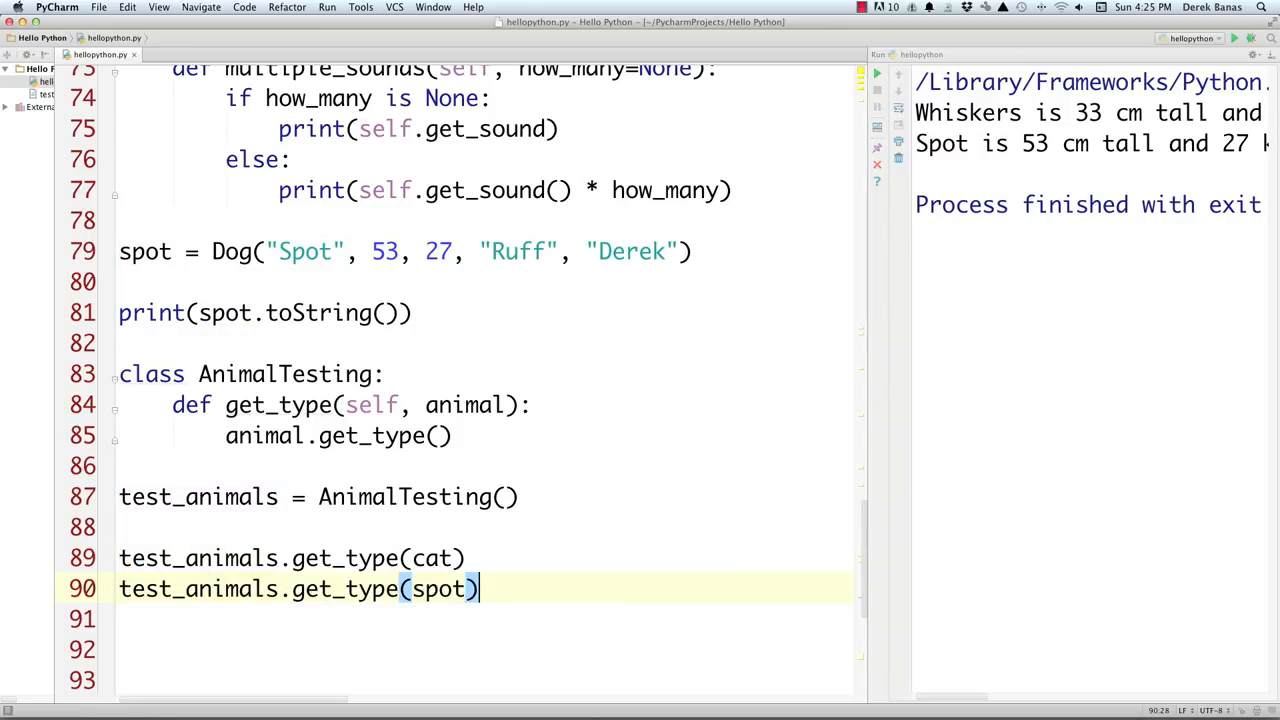 PyCharm File Edit View Navigate Code Refactor Run Tools VCS Window Help 10 Sun 4:25 PM Derek Banas
hellopython.py - Hello Python - [~/PycharmProjects/Hello Python]
Hello Python hellopython.py hellopython
hellopython.py Run hellopython
Hello P
hello
test
Externa
73 def multiple_sounds(self, how_many=None):
74 if how_many is None:
75 print(self.get_sound)
76 else:
77 print(self.get_sound() * how_many)
78
79 spot = Dog("Spot", 53, 27, "Ruff", "Derek")
80
81 print(spot.toString())
82
83 class AnimalTesting:
84 def get_type(self, animal):
85 animal.get_type()
86
87 test_animals = AnimalTesting()
88
89 test_animals.get_type(cat)
90 test_animals.get_type(spot)
91
92
93
/Library/Frameworks/Python.
Whiskers is 33 cm tall and
Spot is 53 cm tall and 27 k
Process finished with exit
90:28 LF UTF-8